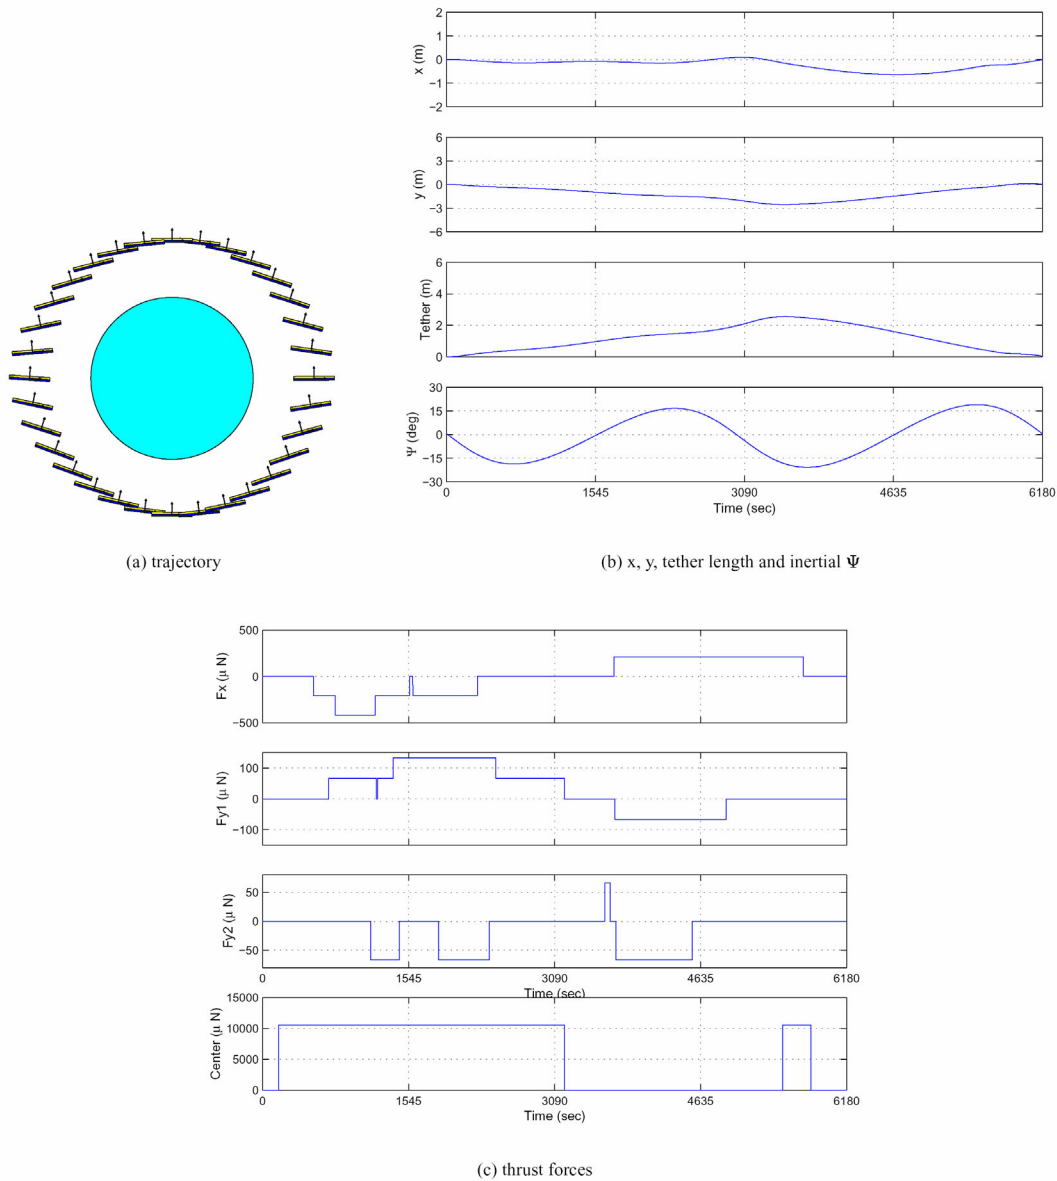 2
1
0
−1
−2
x (m)
6
3
0
−3
−6
y (m)
6
4
2
0
Tether (m)
30
15
0
−15
−30
Ψ (deg)
0 1545 3090 4635 6180
Time (sec)
(a) trajectory
(b) x, y, tether length and inertial Ψ
500
0
−500
Fx (μ N)
100
0
−100
Fy1 (μ N)
50
0
−50
Fy2 (μ N)
0 1545 3090 4635 6180
Time (sec)
15000
10000
5000
0
Center (μ N)
0 1545 3090 4635 6180
Time (sec)
(c) thrust forces